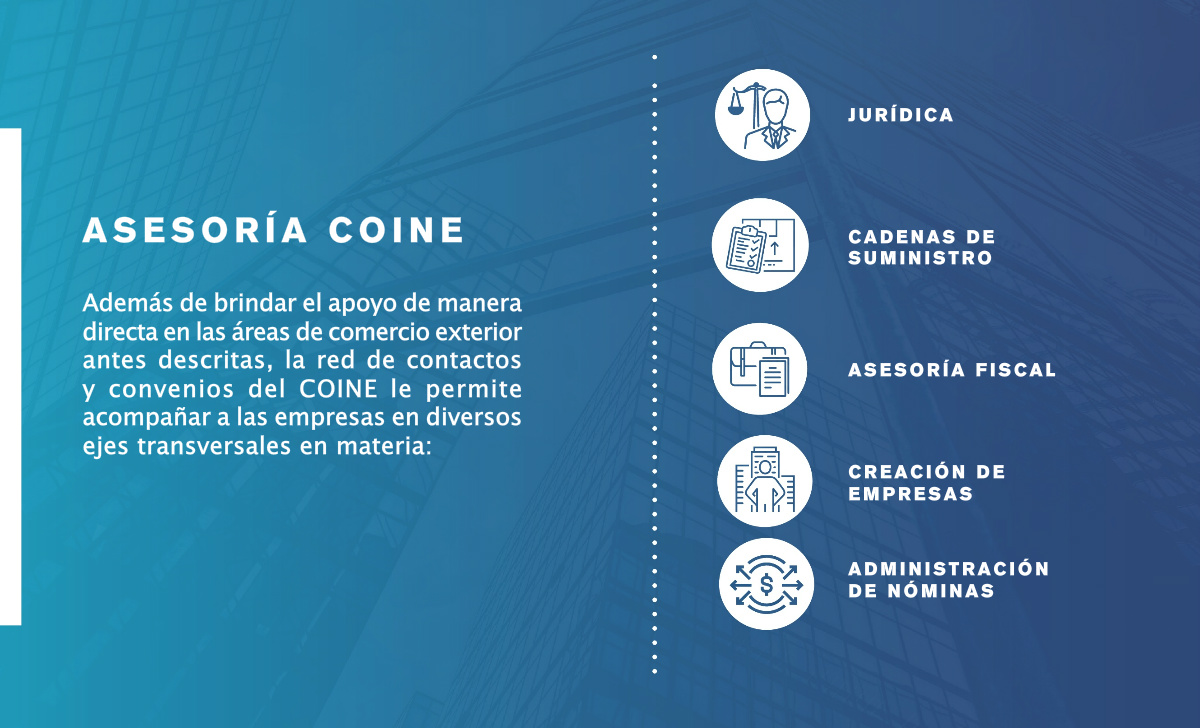 ASESORÍA COINE
Además de brindar el apoyo de manera
directa en las áreas de comercio exterior
antes descritas, la red de contactos
y convenios del COINE le permite
acompañar a las empresas en diversos
ejes transversales en materia:
JURÍDICA
CADENAS DE
SUMINISTRO
ASESORÍA FISCAL
CREACIÓN DE
EMPRESAS
$
ADMINISTRACIÓN
DE NÓMINAS